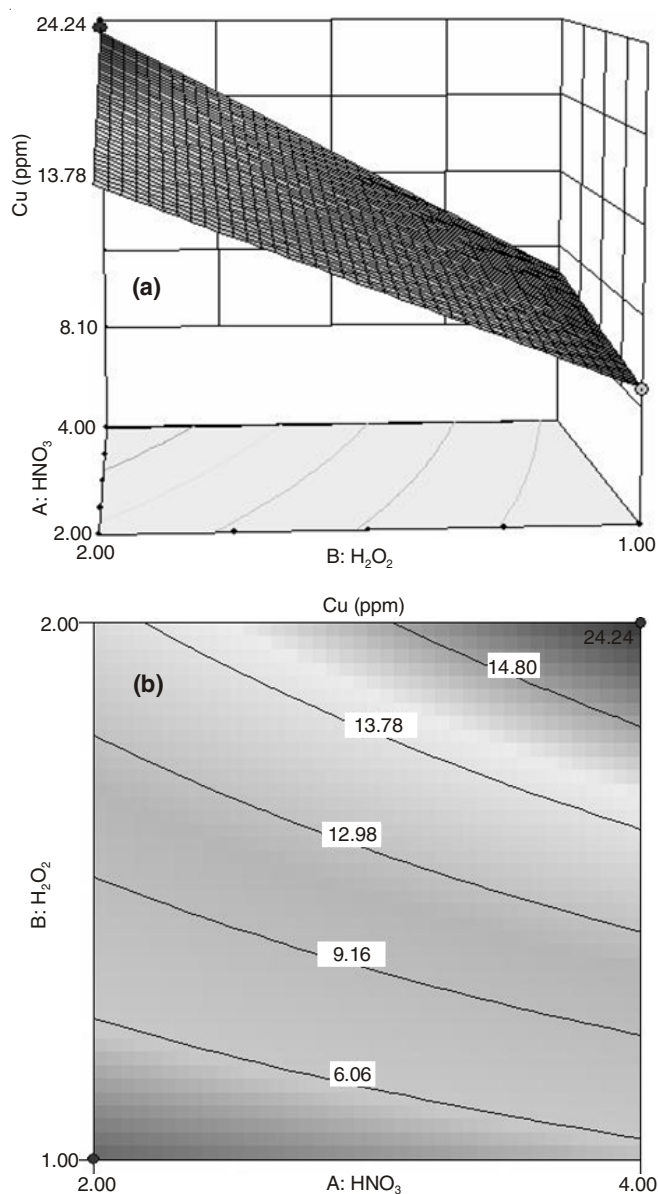 24.24
13.78
8.10
4.00
2.00
2.00
1.00
Cu (ppm)
A: HNO₃
B: H₂O₂
(a)
Cu (ppm)
2.00
1.00
2.00
4.00
B: H₂O₂
A: HNO₃
(b)
24.24
14.80
13.78
12.98
9.16
6.06